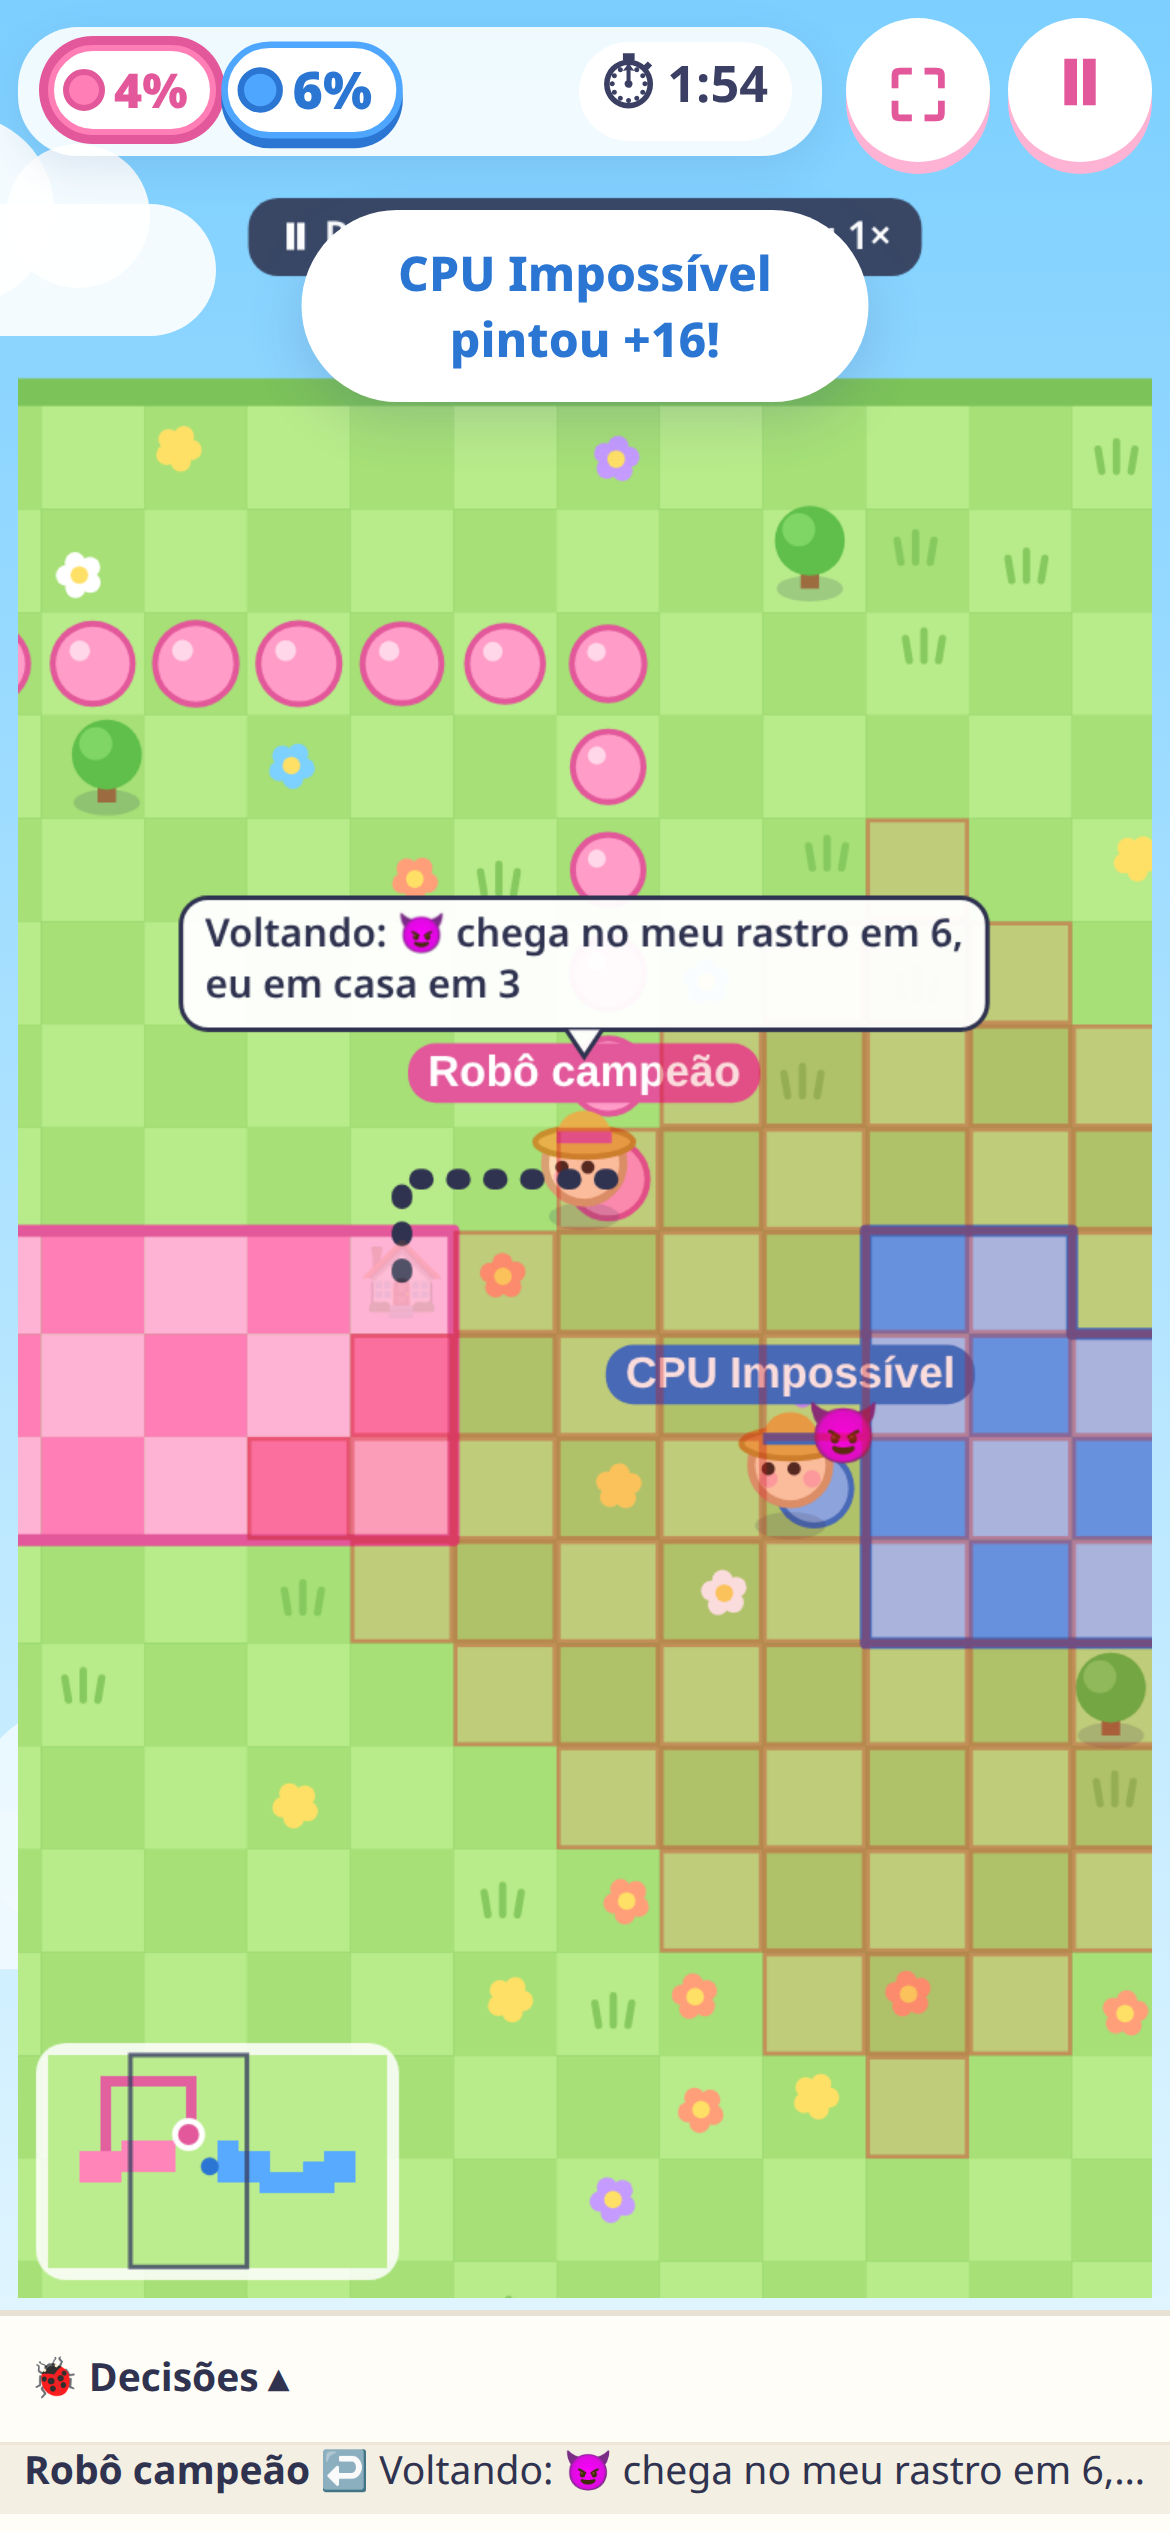 4%
6%
1:54
1×
CPU Impossível
pintou +16!
Voltando: 😈 chega no meu rastro em 6,
eu em casa em 3
Robô campeão
CPU Impossível
🐞 Decisões ▴
Robô campeão ↩️ Voltando: 😈 chega no meu rastro em 6,...